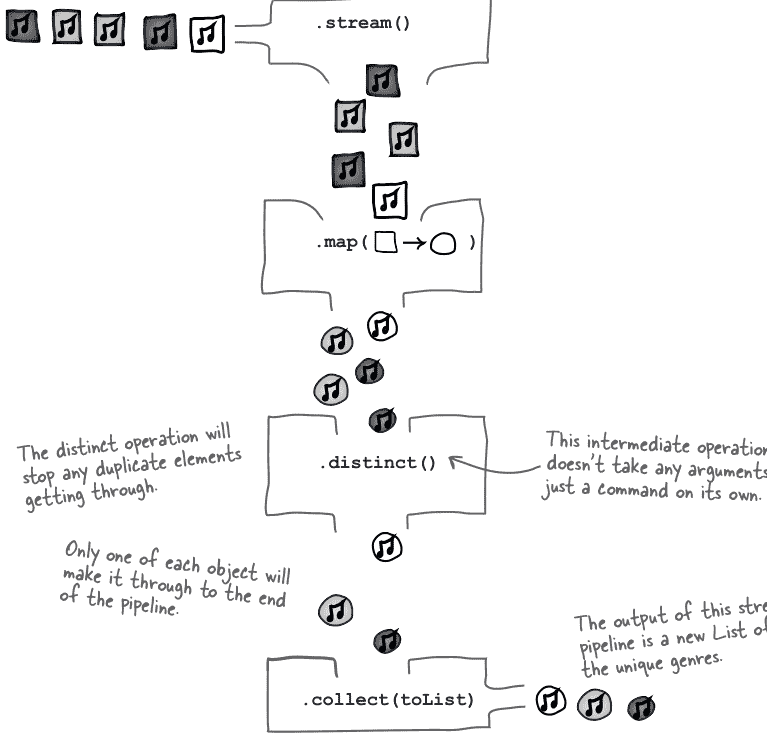 .stream()
.map( → )
The distinct operation will
stop any duplicate elements
getting through.
.distinct()
This intermediate operation
doesn't take any arguments
just a command on its own.
Only one of each object will
make it through to the end
of the pipeline.
The output of this stre
pipeline is a new List of
the unique genres.
.collect(toList)